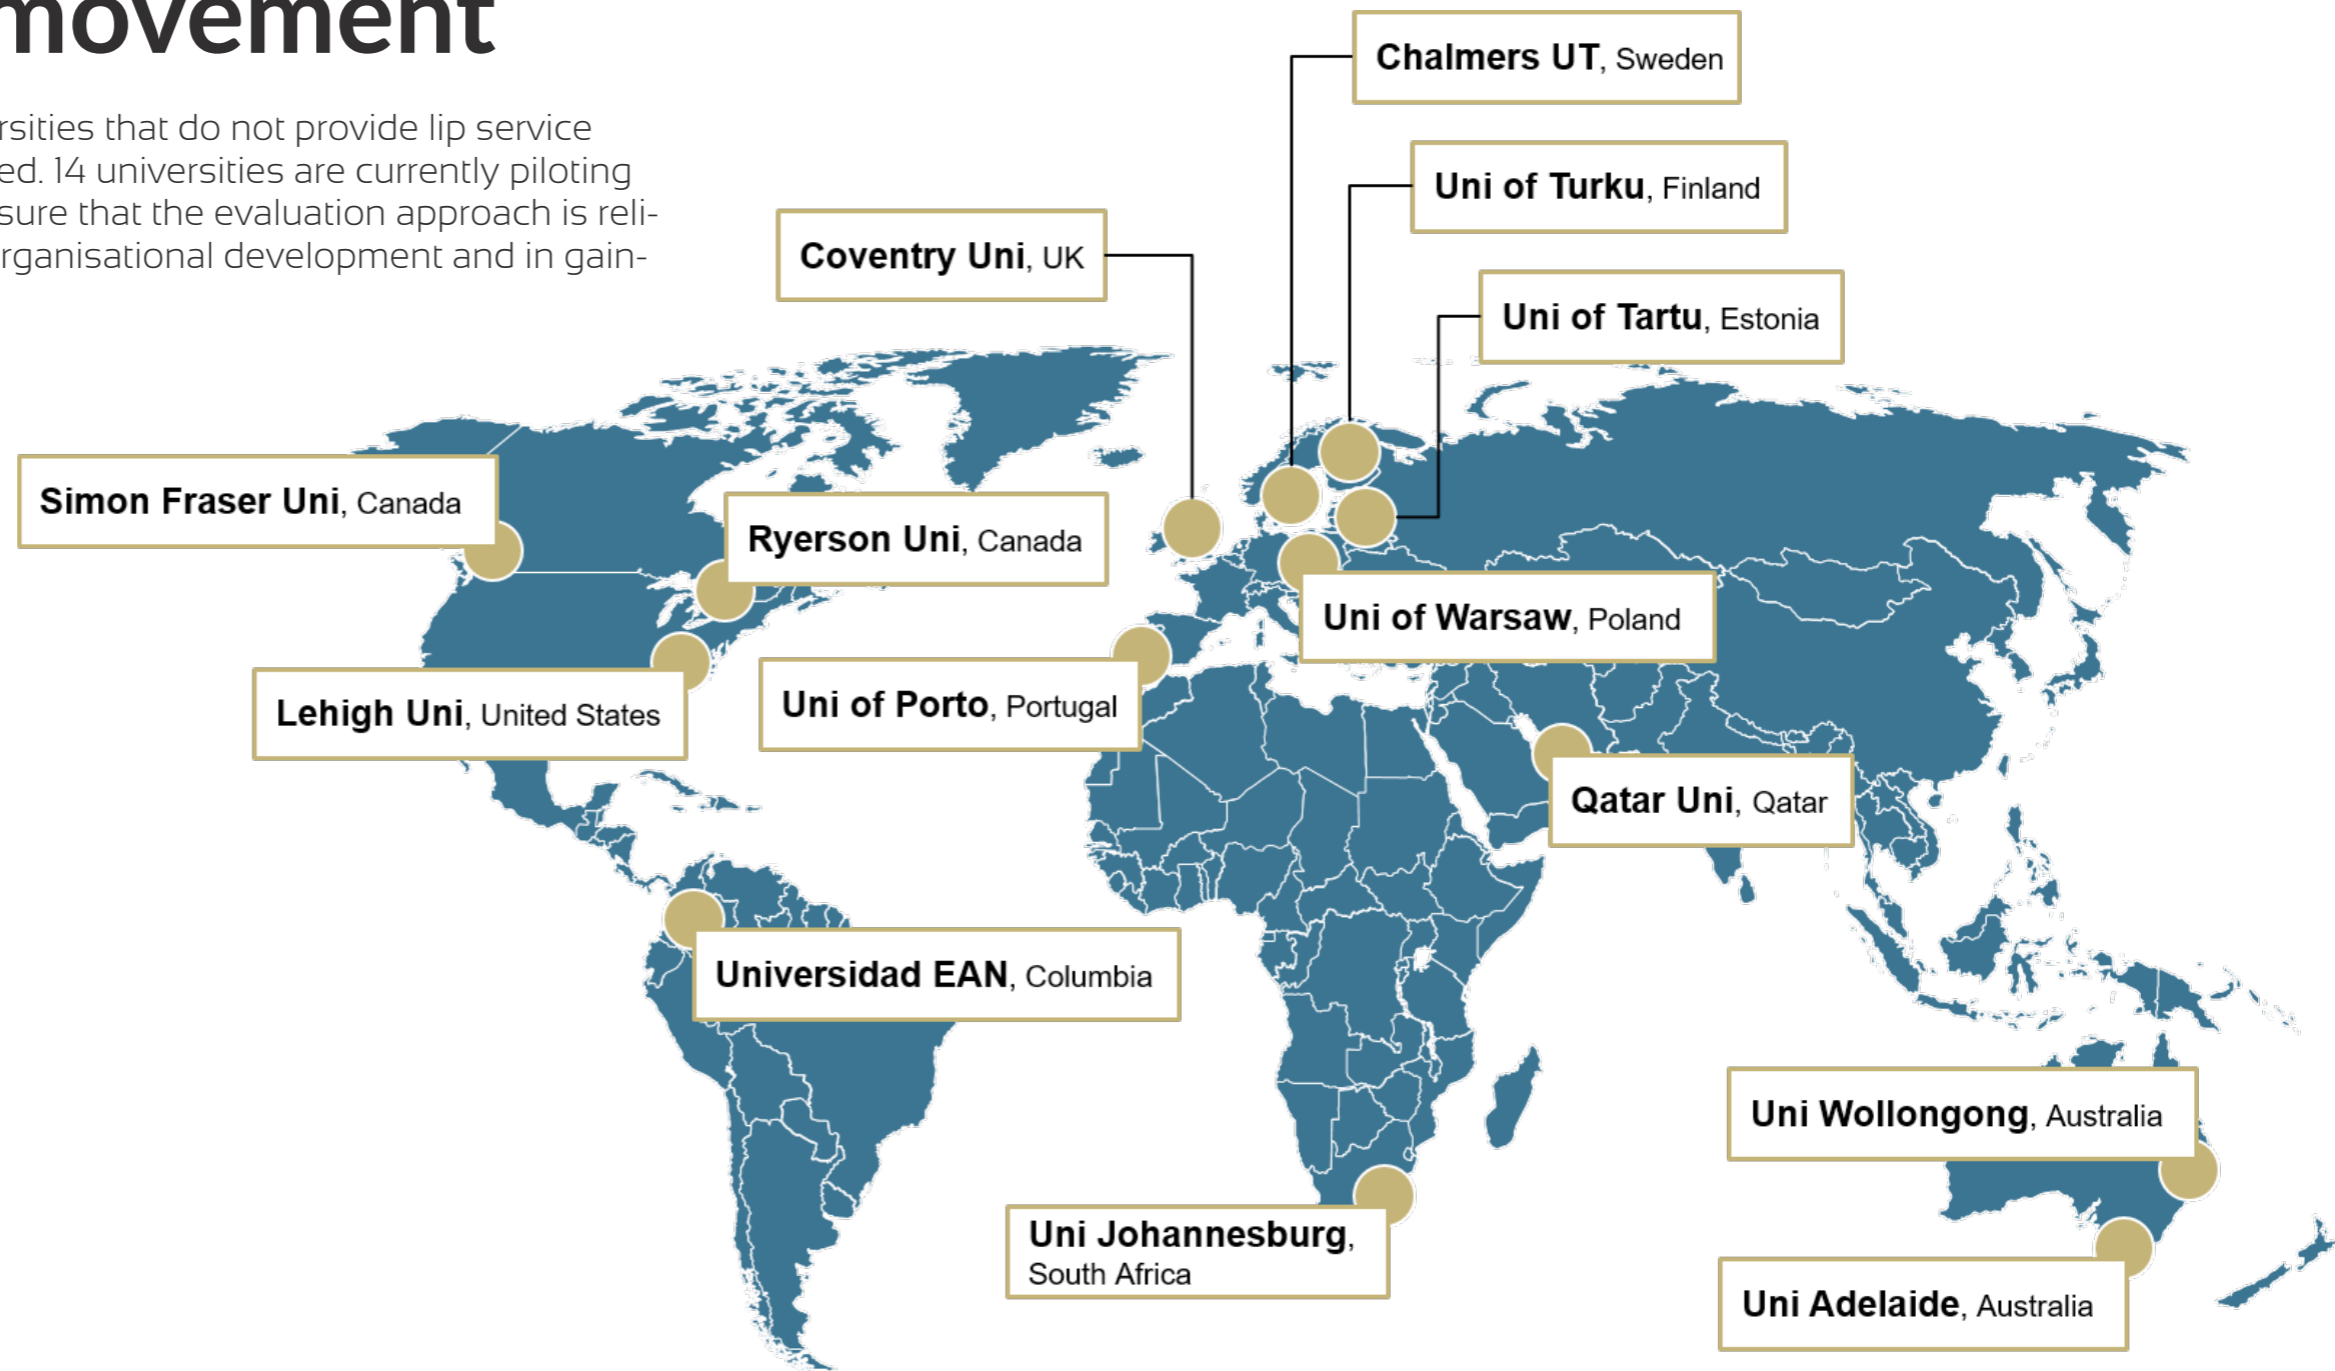 movement
rsities that do not provide lip service
ed. 14 universities are currently piloting
sure that the evaluation approach is reli-
rganisational development and in gain-
Chalmers UT, Sweden
Uni of Turku, Finland
Coventry Uni, UK
Uni of Tartu, Estonia
Simon Fraser Uni, Canada
Ryerson Uni, Canada
Uni of Warsaw, Poland
Lehigh Uni, United States
Uni of Porto, Portugal
Qatar Uni, Qatar
Universidad EAN, Columbia
Uni Wollongong, Australia
Uni Johannesburg,
South Africa
Uni Adelaide, Australia